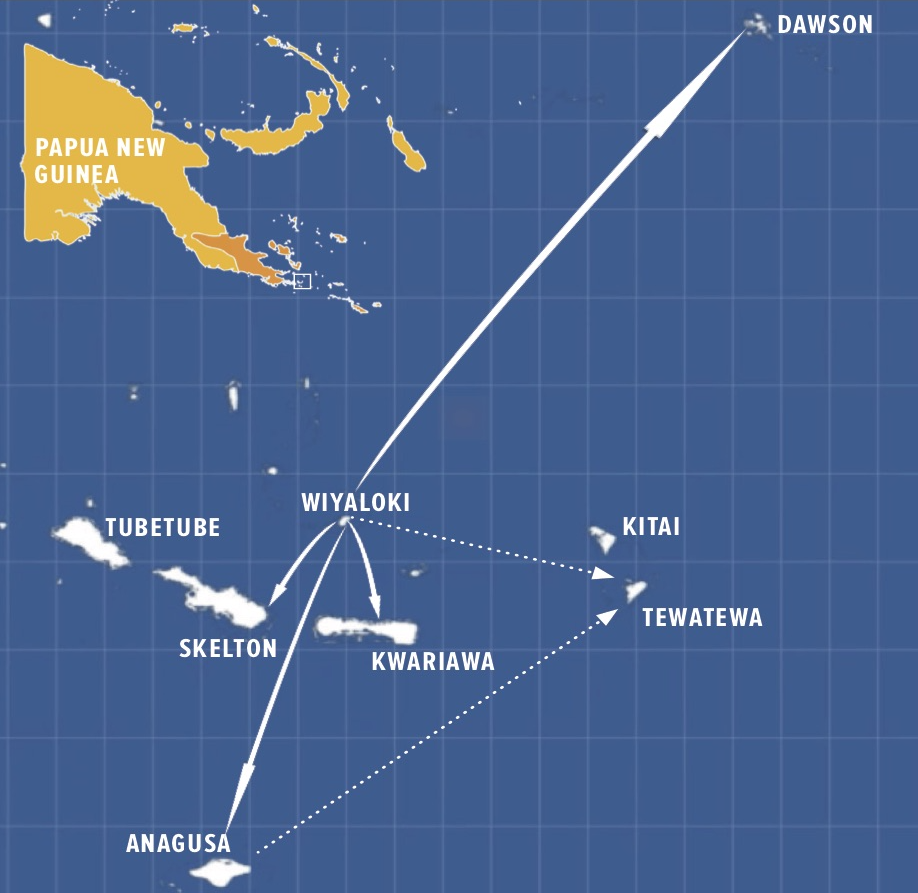 DAWSON
PAPUA NEW
GUINEA
WIYALOKI
TUBETUBE
KITAI
TEWATEWA
SKELTON
KWARIAWA
ANAGUSA